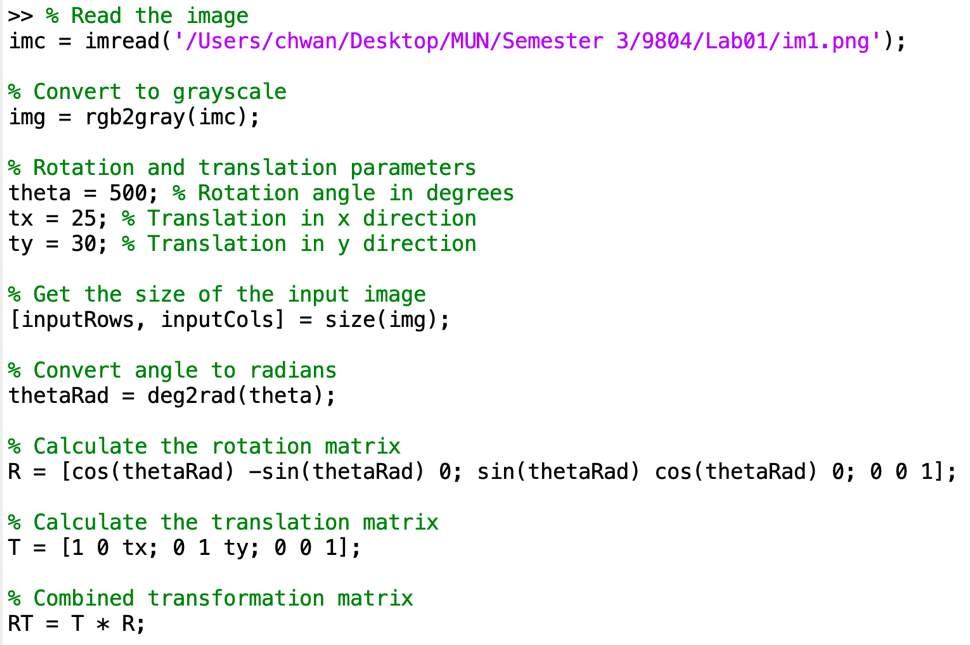 >> % Read the image
imc = imread('/Users/chwan/Desktop/MUN/Semester 3/9804/Lab01/im1.png');
% Convert to grayscale
img = rgb2gray(imc);
% Rotation and translation parameters
theta = 500; % Rotation angle in degrees
tx = 25; % Translation in x direction
ty = 30; % Translation in y direction
% Get the size of the input image
[inputRows, inputCols] = size(img);
% Convert angle to radians
thetaRad = deg2rad(theta);
% Calculate the rotation matrix
R = [cos(thetaRad) -sin(thetaRad) 0; sin(thetaRad) cos(thetaRad) 0; 0 0 1];
% Calculate the translation matrix
T = [1 0 tx; 0 1 ty; 0 0 1];
% Combined transformation matrix
RT = T * R;